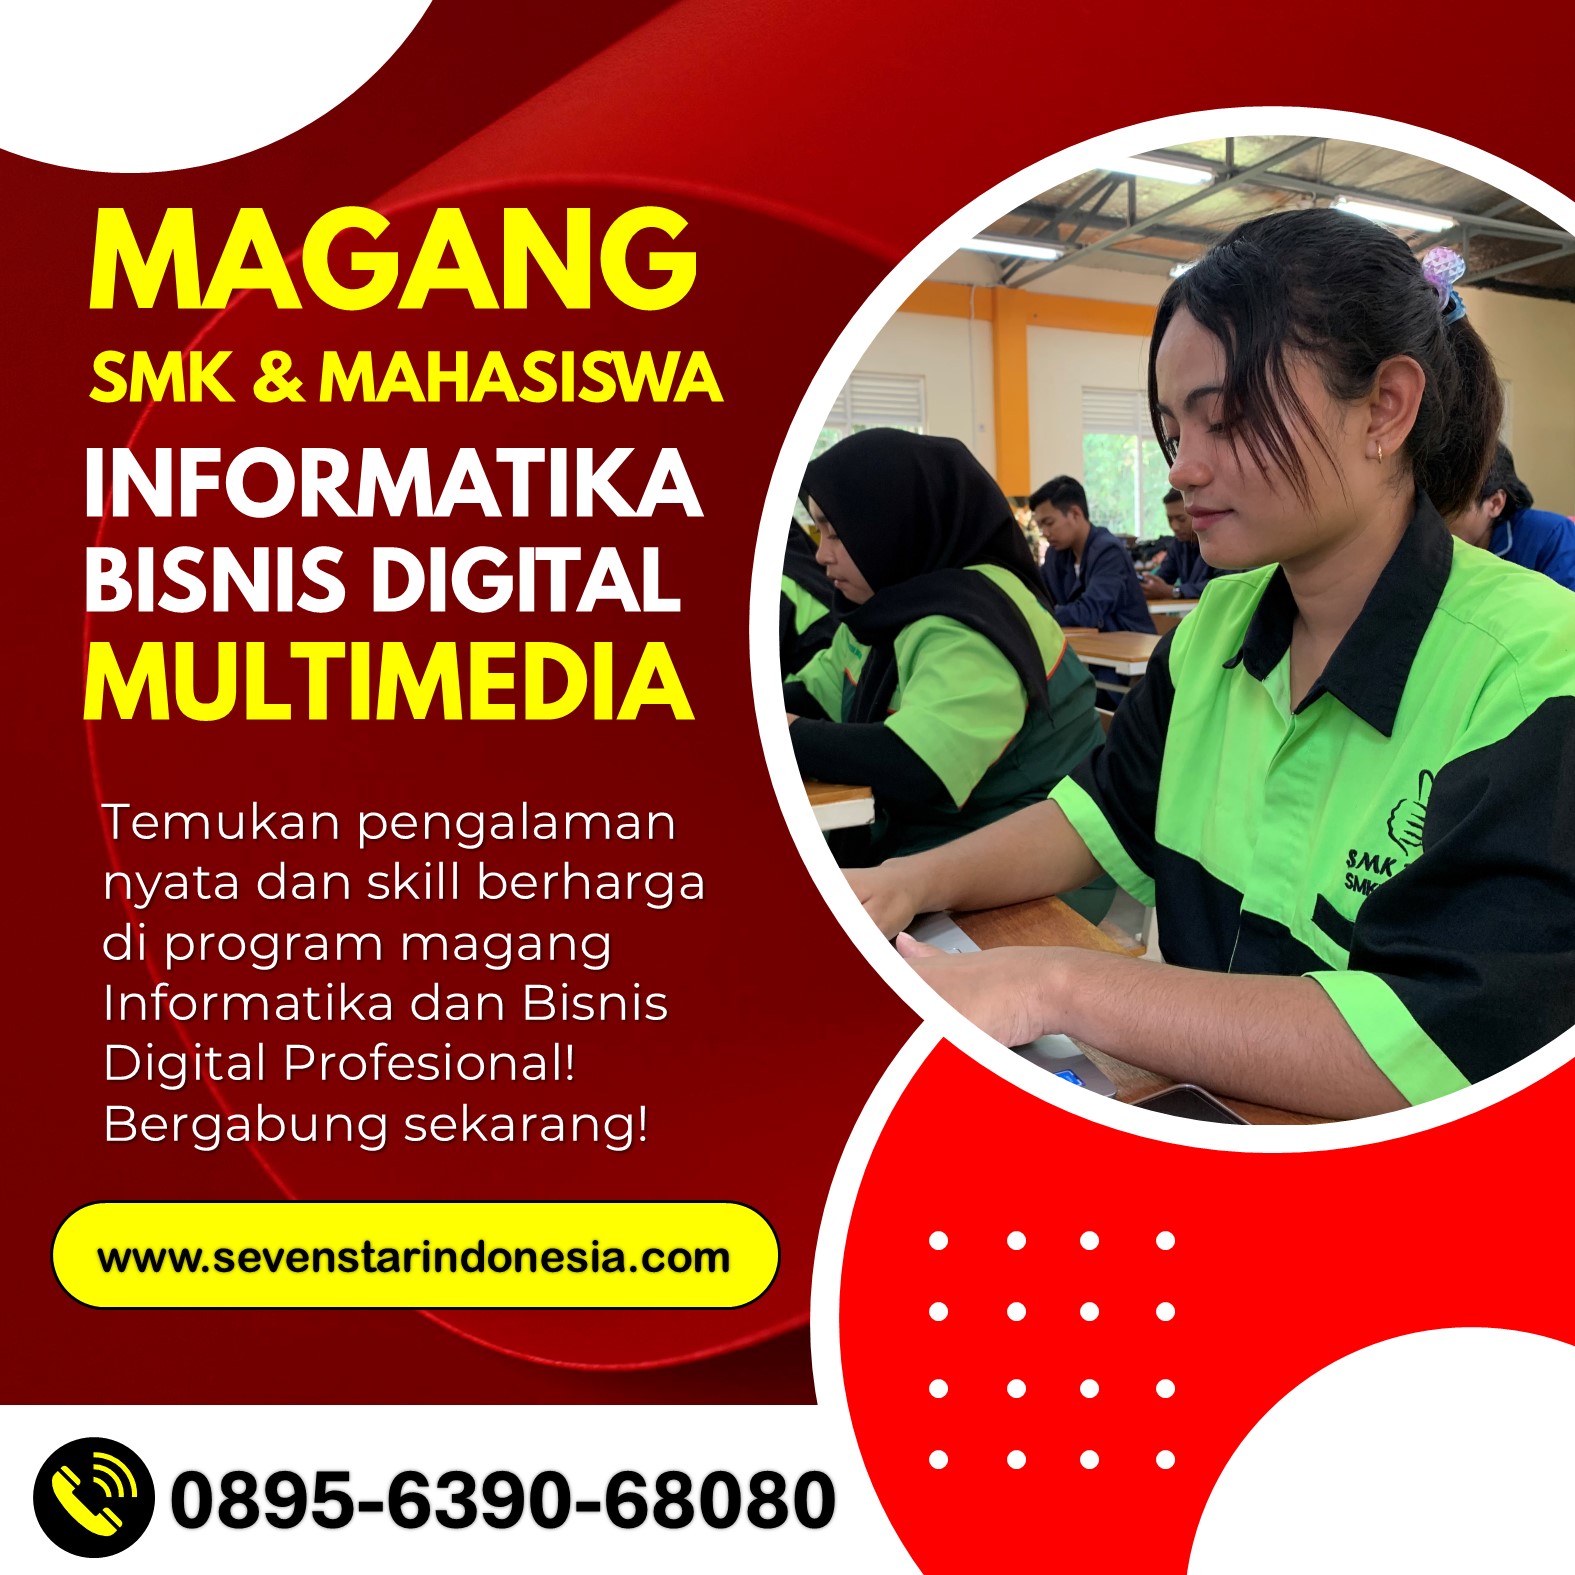 MAGANG
SMK & MAHASISWA
INFORMATIKA
BISNIS DIGITAL
MULTIMEDIA
Temukan pengalaman
nyata dan skill berharga
di program magang
Informatika dan Bisnis
Digital Profesional!
Bergabung sekarang!
www.sevenstarindonesia.com
0895-6390-68080
SMK